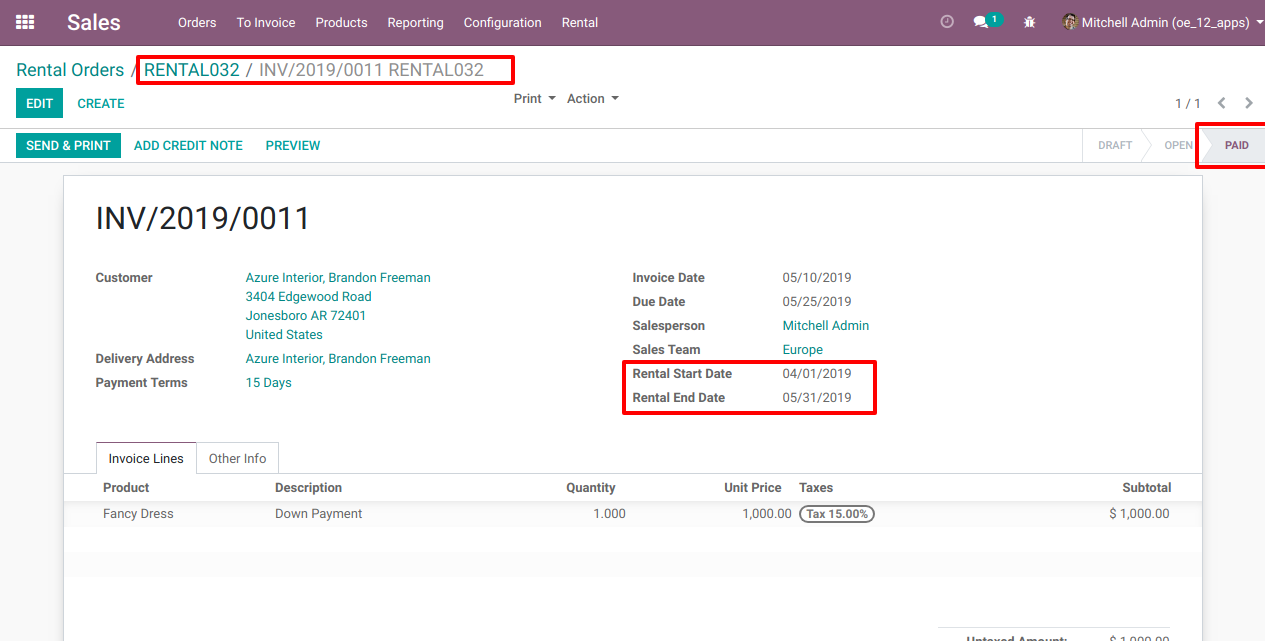 Sales Orders To Invoice Products Reporting Configuration Rental 1 Mitchell Admin (oe_12_apps)
Rental Orders / RENTAL032 / INV/2019/0011 RENTAL032
EDIT CREATE Print Action 1 / 1
SEND & PRINT ADD CREDIT NOTE PREVIEW DRAFT OPEN PAID
INV/2019/0011
Customer Azure Interior, Brandon Freeman
3404 Edgewood Road
Jonesboro AR 72401
United States
Delivery Address Azure Interior, Brandon Freeman
Payment Terms 15 Days
Invoice Date 05/10/2019
Due Date 05/25/2019
Salesperson Mitchell Admin
Sales Team Europe
Rental Start Date 04/01/2019
Rental End Date 05/31/2019
Invoice Lines Other Info
Product Description Quantity Unit Price Taxes Subtotal
Fancy Dress Down Payment 1.000 1,000.00 Tax 15.00% $ 1,000.00
Untaxed Amount: $ 1,000.00